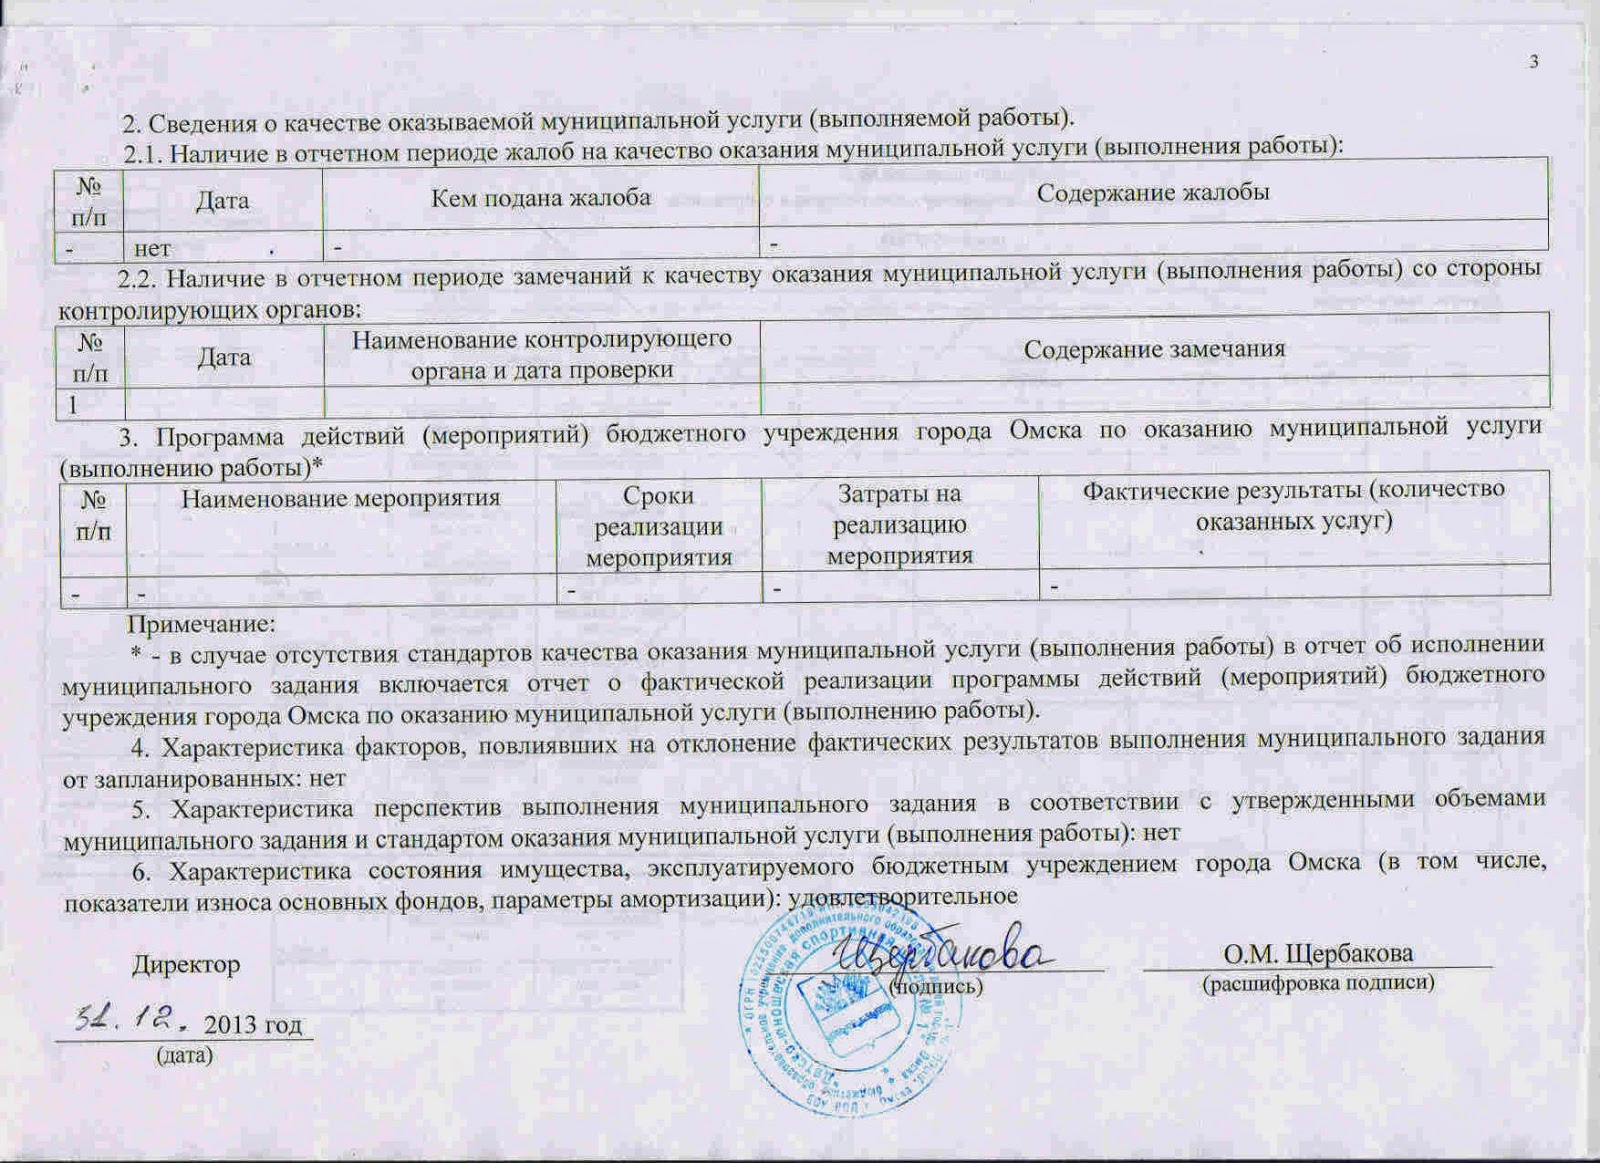 3
2. Сведения о качестве оказываемой муниципальной услуги (выполняемой работы).
2.1. Наличие в отчетном периоде жалоб на качество оказания муниципальной услуги (выполнения работы):
№ п/п Дата Кем подана жалоба Содержание жалобы
- нет - -
2.2. Наличие в отчетном периоде замечаний к качеству оказания муниципальной услуги (выполнения работы) со стороны
контролирующих органов:
№ п/п Дата Наименование контролирующего органа и дата проверки Содержание замечания
1
3. Программа действий (мероприятий) бюджетного учреждения города Омска по оказанию муниципальной услуги
(выполнению работы)*
№ п/п Наименование мероприятия Сроки реализации мероприятия Затраты на реализацию мероприятия Фактические результаты (количество оказанных услуг)
- - - - -
Примечание:
* - в случае отсутствия стандартов качества оказания муниципальной услуги (выполнения работы) в отчет об исполнении
муниципального задания включается отчет о фактической реализации программы действий (мероприятий) бюджетного
учреждения города Омска по оказанию муниципальной услуги (выполнению работы).
4. Характеристика факторов, повлиявших на отклонение фактических результатов выполнения муниципального задания
от запланированных: нет
5. Характеристика перспектив выполнения муниципального задания в соответствии с утвержденными объемами
муниципального задания и стандартом оказания муниципальной услуги (выполнения работы): нет
6. Характеристика состояния имущества, эксплуатируемого бюджетным учреждением города Омска (в том числе,
показатели износа основных фондов, параметры амортизации): удовлетворительное
Директор Щербакова О.М. Щербакова
(подпись) (расшифровка подписи)
31.12. 2013 год
(дата)